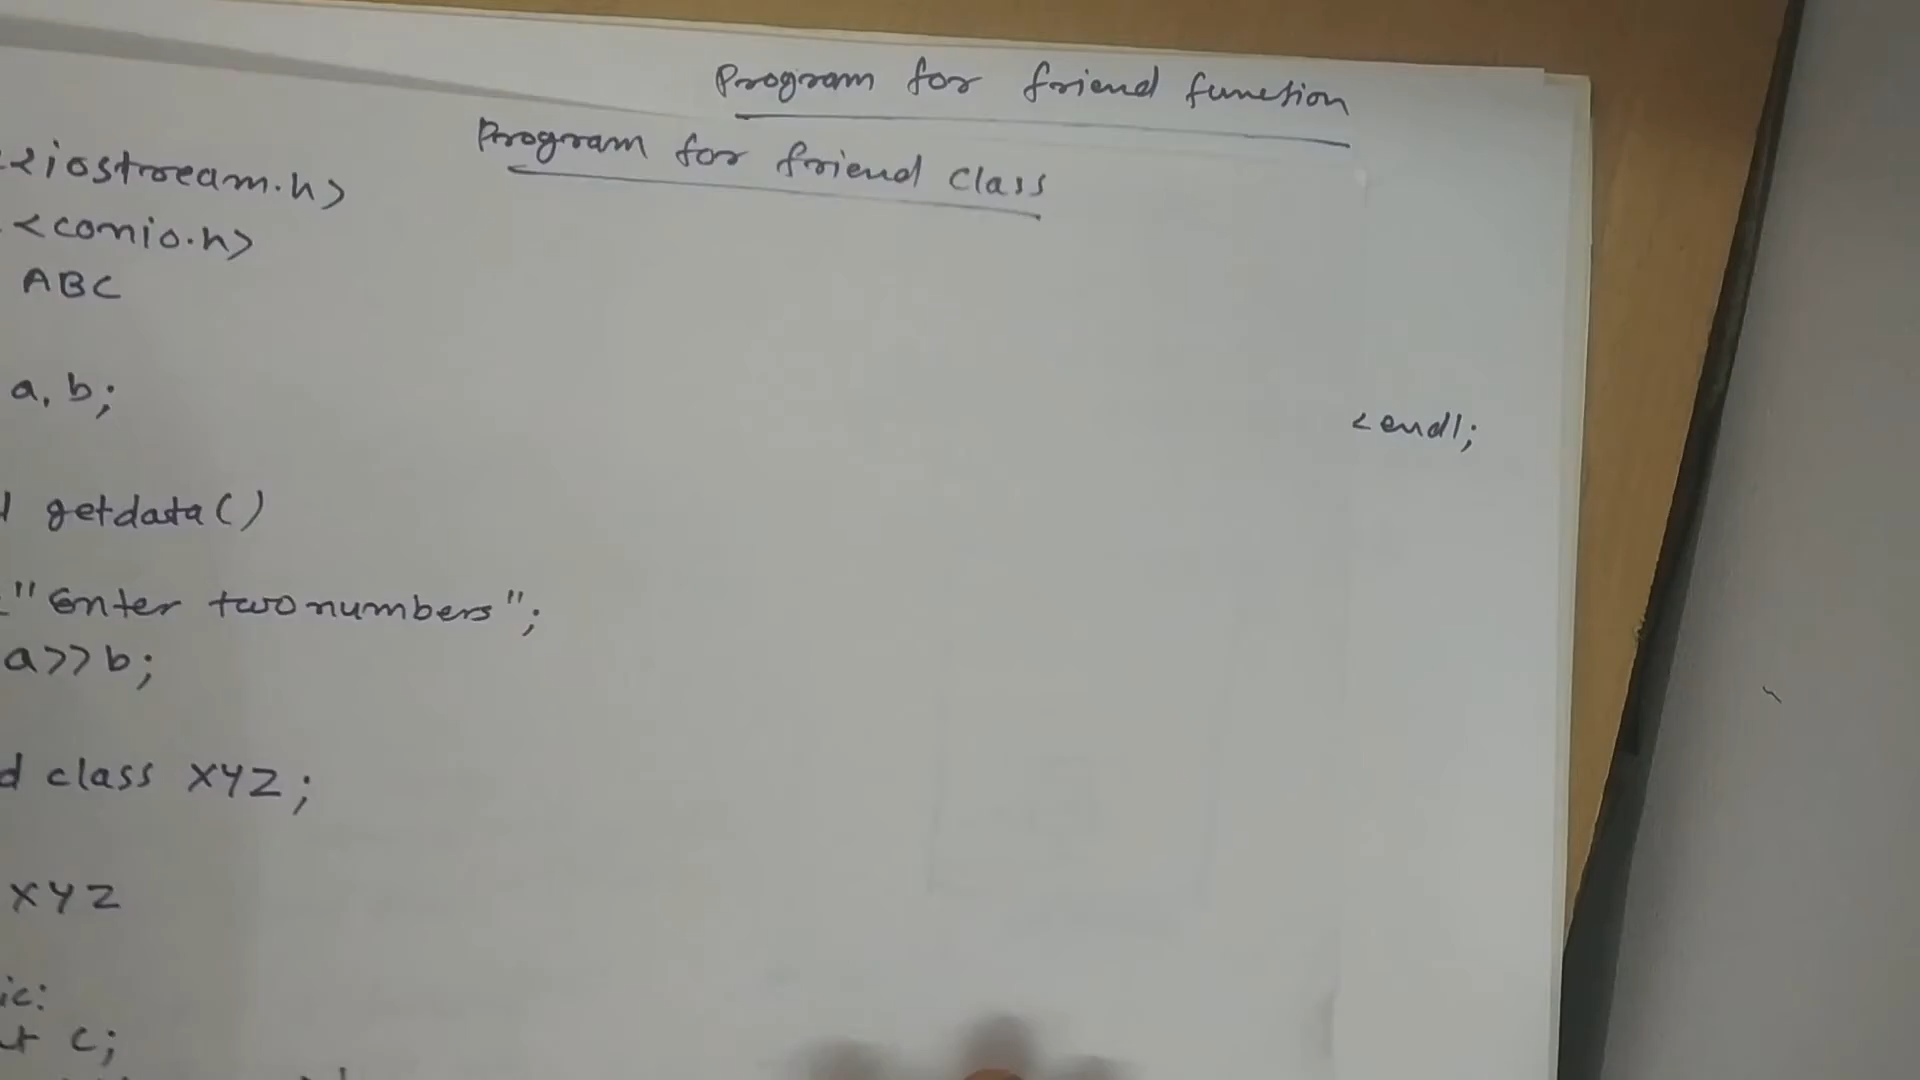 Program for friend function
Program for friend class
<iostream.h>
<conio.h>
ABC
a, b;
<endl;
getdata()
"Enter two numbers";
a>>b;
class XYZ;
XYZ
ic:
c;